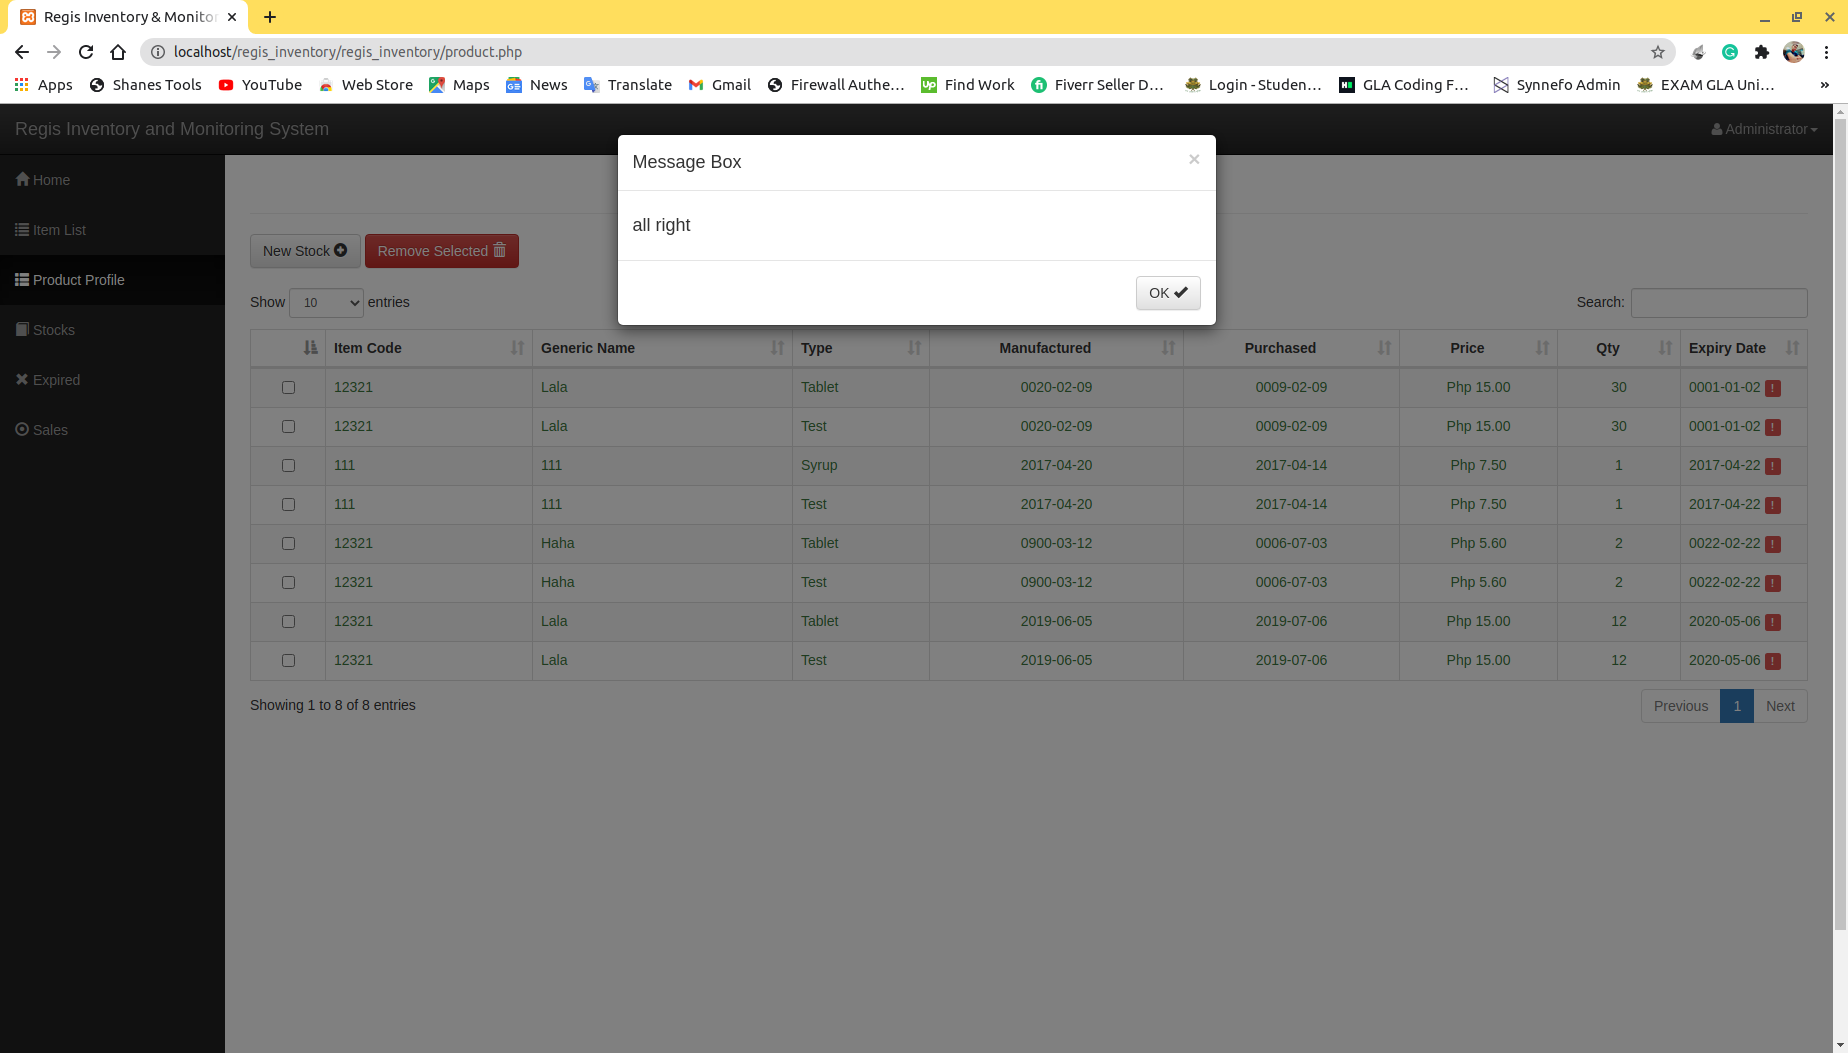 Regis Inventory & Monitor
localhost/regis_inventory/regis_inventory/product.php
Apps Shanes Tools YouTube Web Store Maps News Translate Gmail Firewall Authe... Find Work Fiverr Seller D... Login - Studen... GLA Coding F... Synnefo Admin EXAM GLA Uni... »
Regis Inventory and Monitoring System Administrator
Message Box ×
all right
OK
Home
Item List
Product Profile
Stocks
Expired
Sales
New Stock Remove Selected
Show 10 entries Search:
Item Code Generic Name Type Manufactured Purchased Price Qty Expiry Date
12321 Lala Tablet 0020-02-09 0009-02-09 Php 15.00 30 0001-01-02 !
12321 Lala Test 0020-02-09 0009-02-09 Php 15.00 30 0001-01-02 !
111 111 Syrup 2017-04-20 2017-04-14 Php 7.50 1 2017-04-22 !
111 111 Test 2017-04-20 2017-04-14 Php 7.50 1 2017-04-22 !
12321 Haha Tablet 0900-03-12 0006-07-03 Php 5.60 2 0022-02-22 !
12321 Haha Test 0900-03-12 0006-07-03 Php 5.60 2 0022-02-22 !
12321 Lala Tablet 2019-06-05 2019-07-06 Php 15.00 12 2020-05-06 !
12321 Lala Test 2019-06-05 2019-07-06 Php 15.00 12 2020-05-06 !
Showing 1 to 8 of 8 entries Previous 1 Next